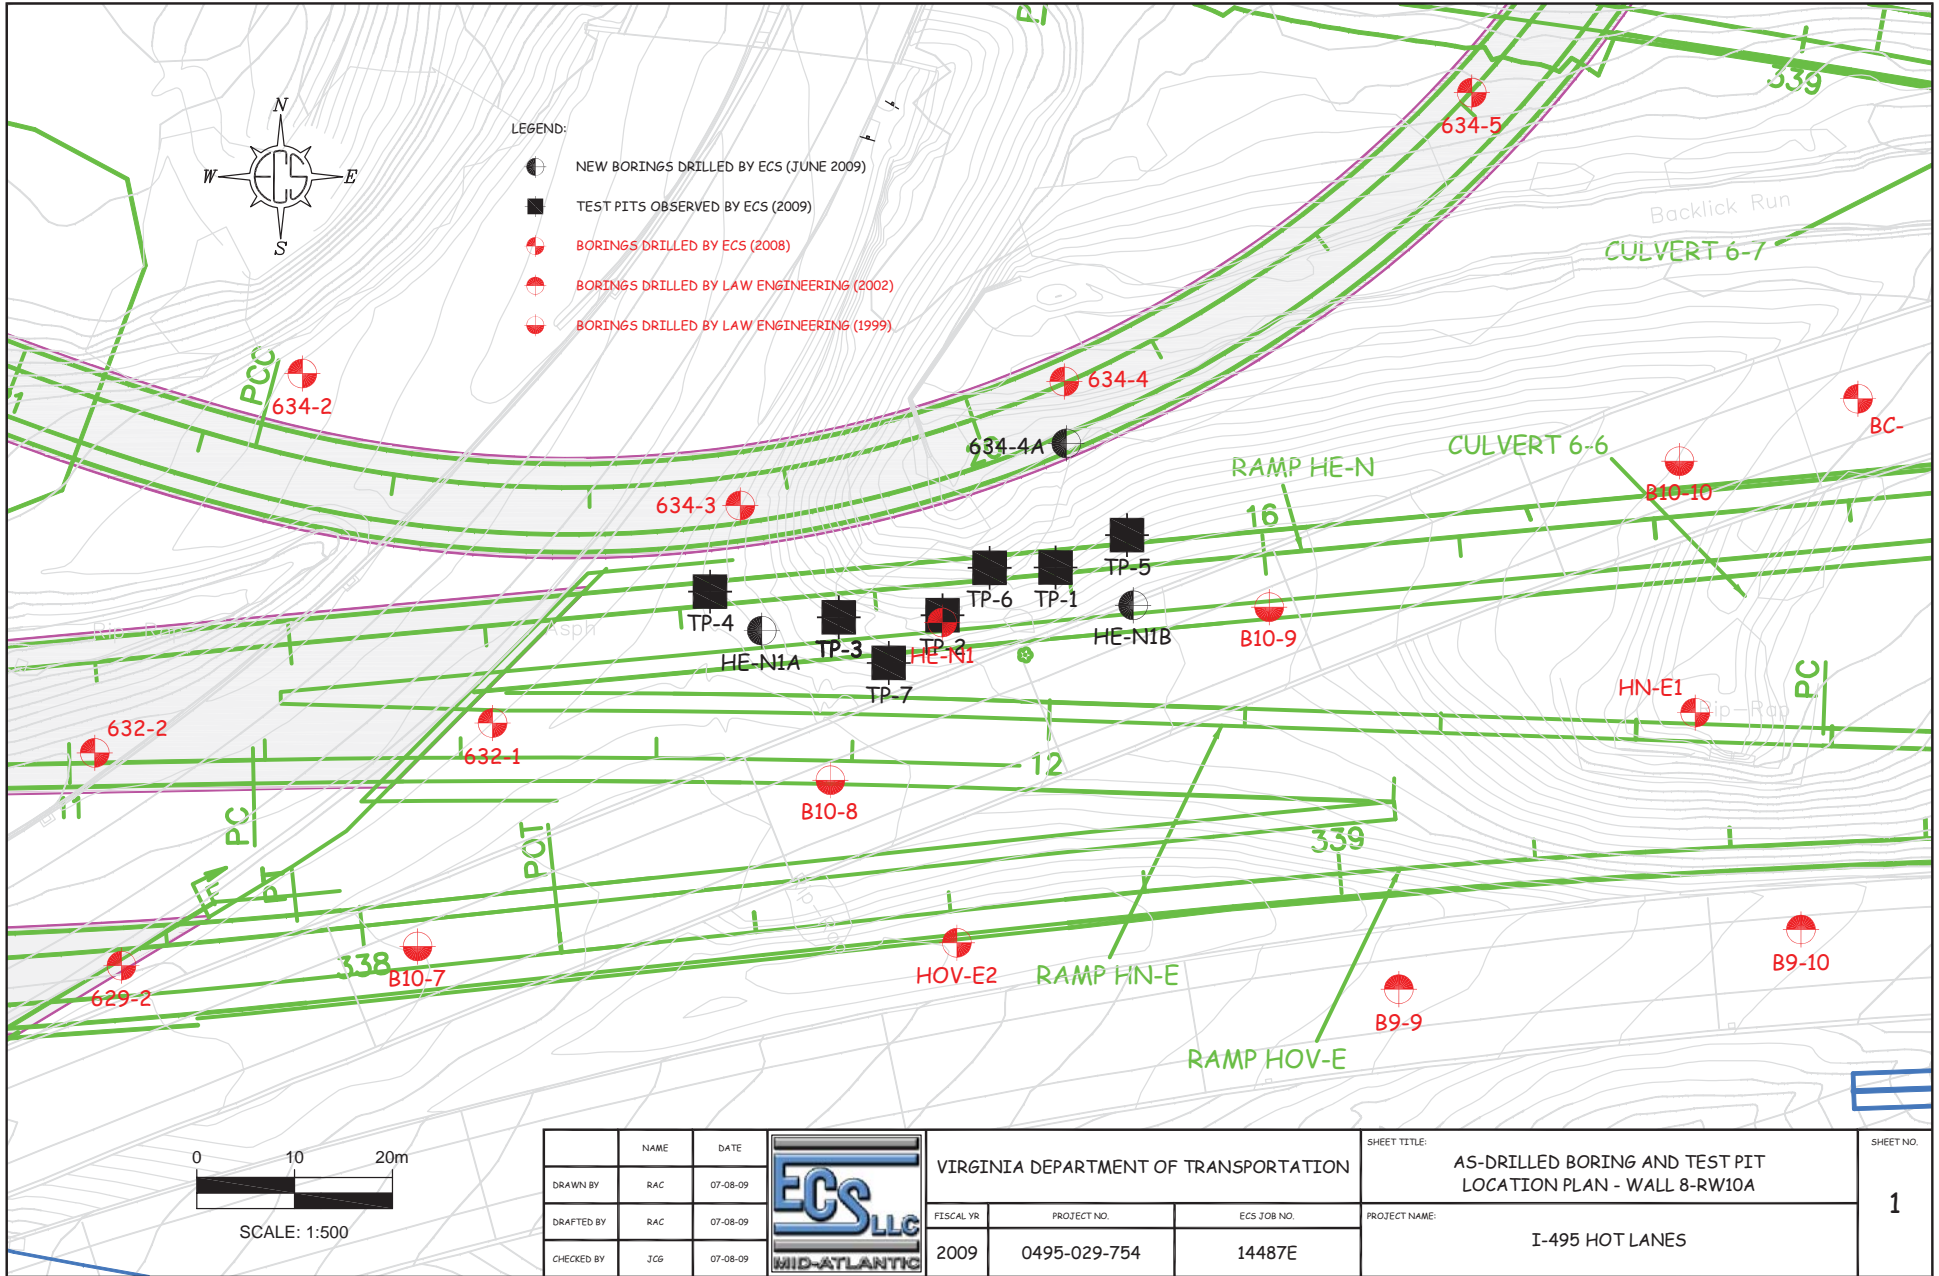 N
W
E
S
ECS
LEGEND:
NEW BORINGS DRILLED BY ECS (JUNE 2009)
TEST PITS OBSERVED BY ECS (2009)
BORINGS DRILLED BY ECS (2008)
BORINGS DRILLED BY LAW ENGINEERING (2002)
BORINGS DRILLED BY LAW ENGINEERING (1999)
339
634-5
Backlick Run
CULVERT 6-7
PCC
634-2
634-4
634-4A
BC-
CULVERT 6-6
RAMP HE-N
B10-10
634-3
16
TP-5
TP-6
TP-1
TP-4
TP-3
TP-2
HE-N1
HE-N1A
HE-N1B
B10-9
TP-7
Rip-Rap
Asph
HN-E1
Rip-Rap
PC
632-2
632-1
12
B10-8
11
PC
POT
339
PT
338
B10-7
629-2
HOV-E2
RAMP HN-E
B9-10
B9-9
RAMP HOV-E
0 10 20m
SCALE: 1:500
NAME DATE
DRAWN BY RAC 07-08-09
DRAFTED BY RAC 07-08-09
CHECKED BY JCG 07-08-09
ECS LLC
MID-ATLANTIC
VIRGINIA DEPARTMENT OF TRANSPORTATION
FISCAL YR PROJECT NO. ECS JOB NO.
2009 0495-029-754 14487E
SHEET TITLE:
AS-DRILLED BORING AND TEST PIT
LOCATION PLAN - WALL 8-RW10A
PROJECT NAME:
I-495 HOT LANES
SHEET NO.
1